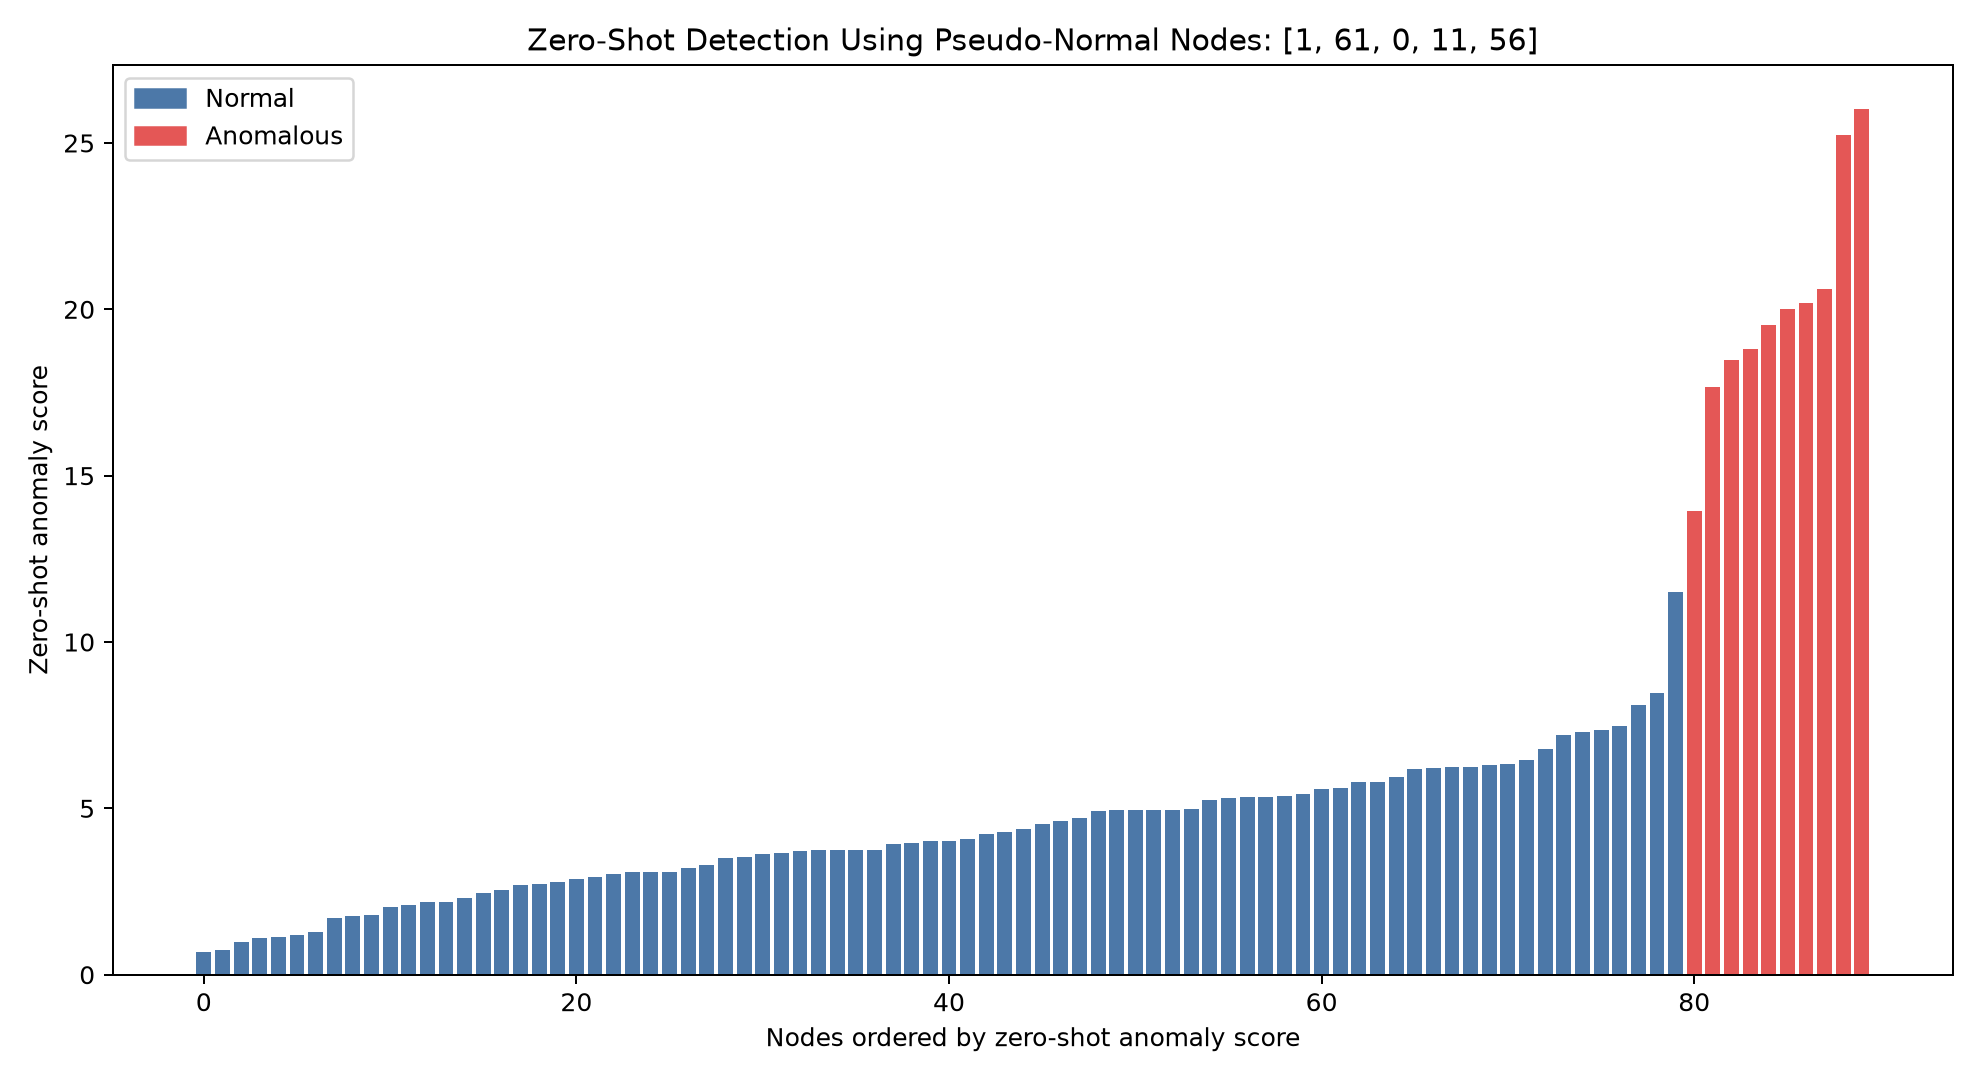 Zero-Shot Detection Using Pseudo-Normal Nodes: [1, 61, 0, 11, 56]
Normal
Anomalous
25
20
15
10
5
0
Zero-shot anomaly score
0 20 40 60 80
Nodes ordered by zero-shot anomaly score